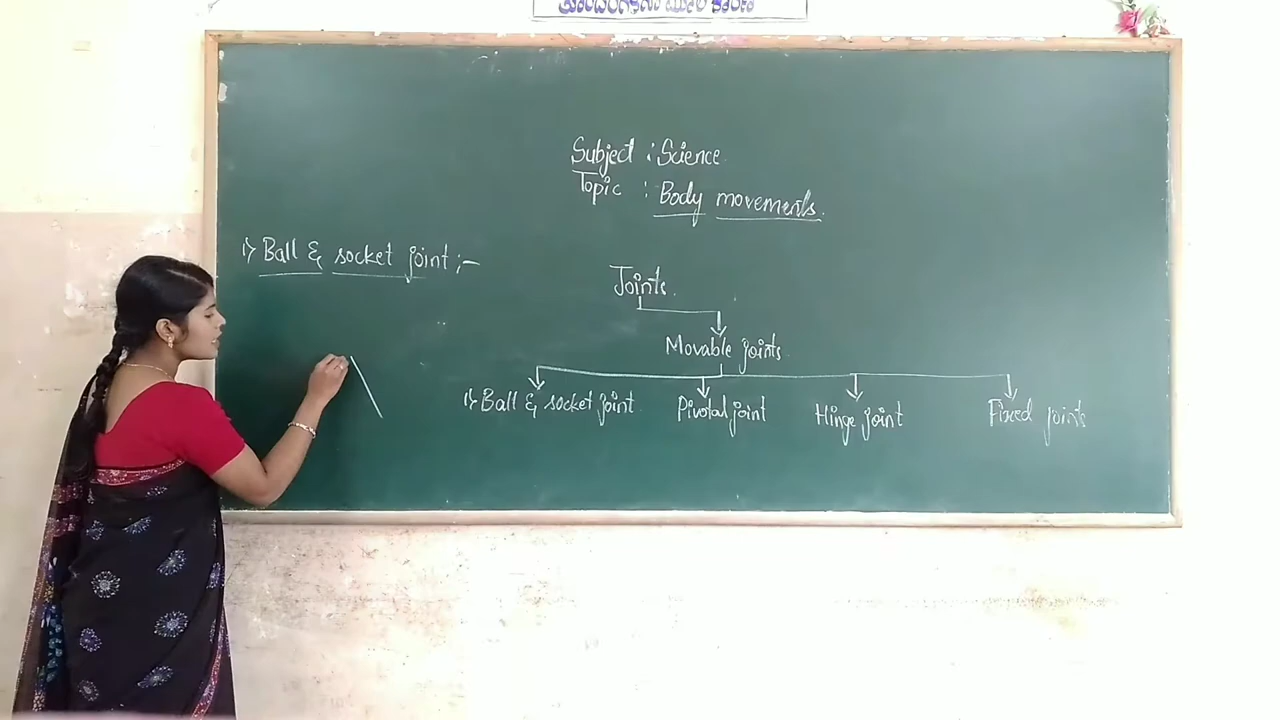 Subject : Science
Topic : Body movements.
1) Ball & socket joint :-
Joints.
Movable joints
1) Ball & socket joint
Pivotal joint
Hinge joint
Fixed joints